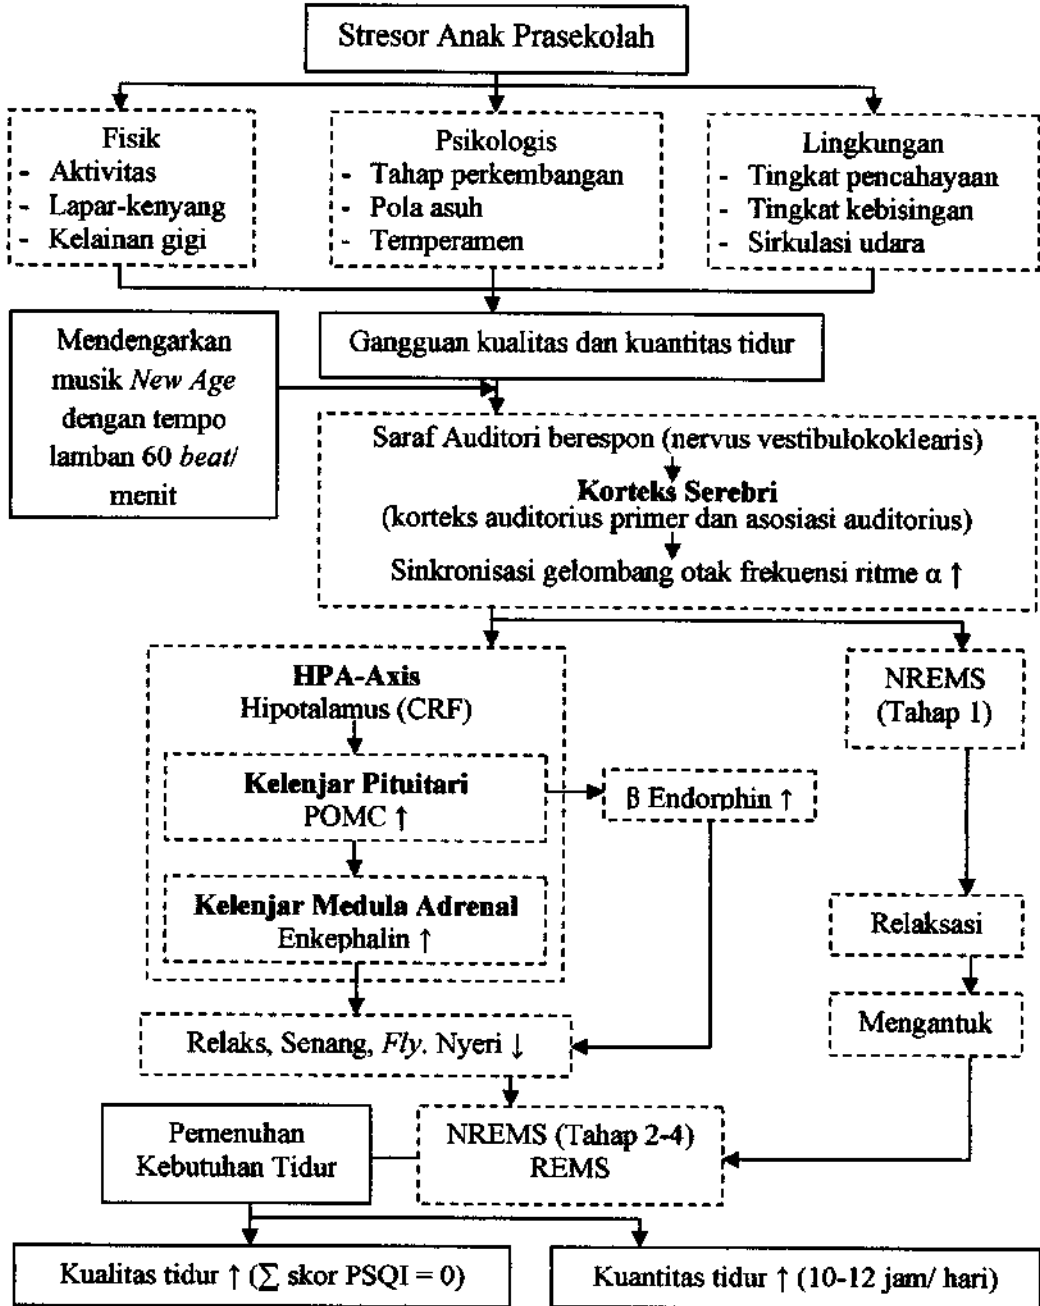 Stresor Anak Prasekolah
Fisik
- Aktivitas
- Lapar-kenyang
- Kelainan gigi
Psikologis
- Tahap perkembangan
- Pola asuh
- Temperamen
Lingkungan
- Tingkat pencahayaan
- Tingkat kebisingan
- Sirkulasi udara
Mendengarkan
musik New Age
dengan tempo
lamban 60 beat/
menit
Gangguan kualitas dan kuantitas tidur
Saraf Auditori berespon (nervus vestibulokoklearis)
Korteks Serebri
(korteks auditorius primer dan asosiasi auditorius)
Sinkronisasi gelombang otak frekuensi ritme α ↑
HPA-Axis
Hipotalamus (CRF)
Kelenjar Pituitari
POMC ↑
Kelenjar Medula Adrenal
Enkephalin ↑
β Endorphin ↑
NREMS
(Tahap 1)
Relaksasi
Mengantuk
Relaks, Senang, Fly. Nyeri ↓
NREMS (Tahap 2-4)
REMS
Pemenuhan
Kebutuhan Tidur
Kualitas tidur ↑ (∑ skor PSQI = 0)
Kuantitas tidur ↑ (10-12 jam/ hari)